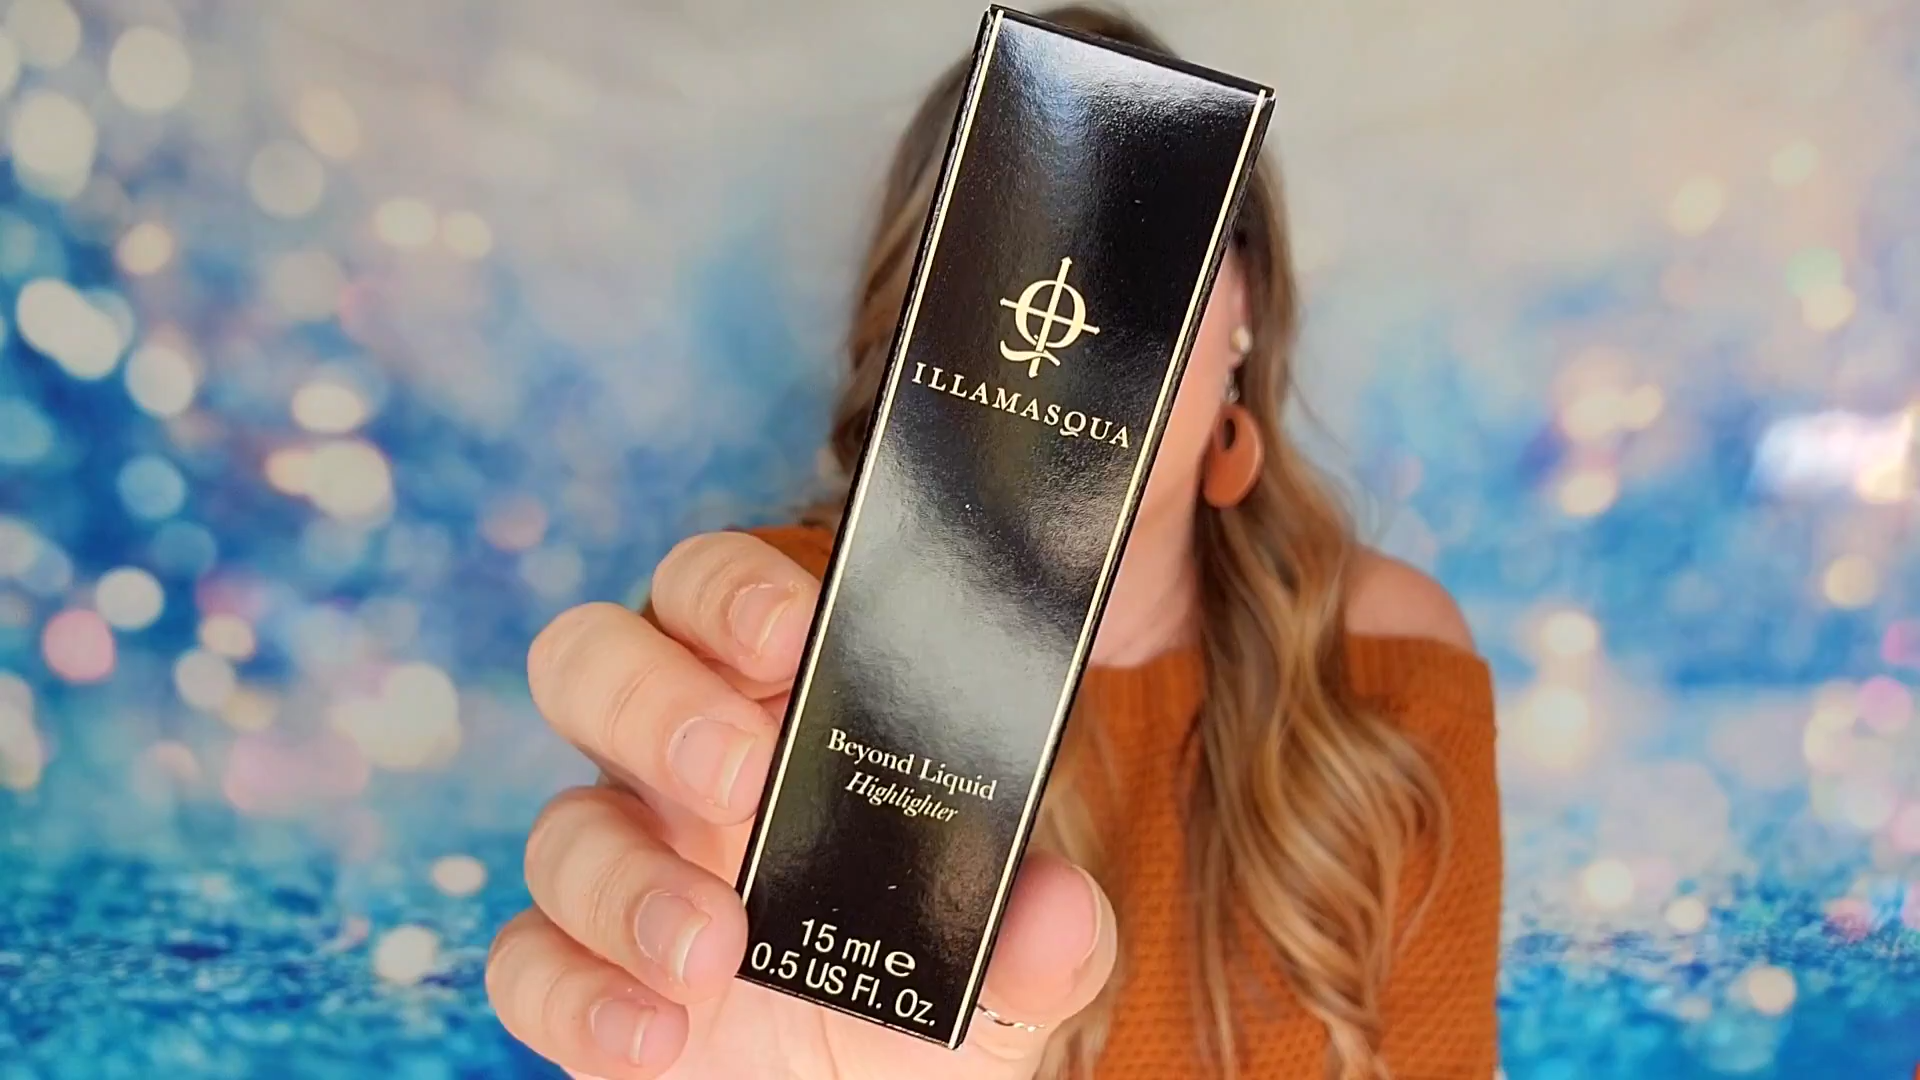 ILLAMASQUA
Beyond Liquid
Highlighter
15 ml e
0.5 US Fl. Oz.